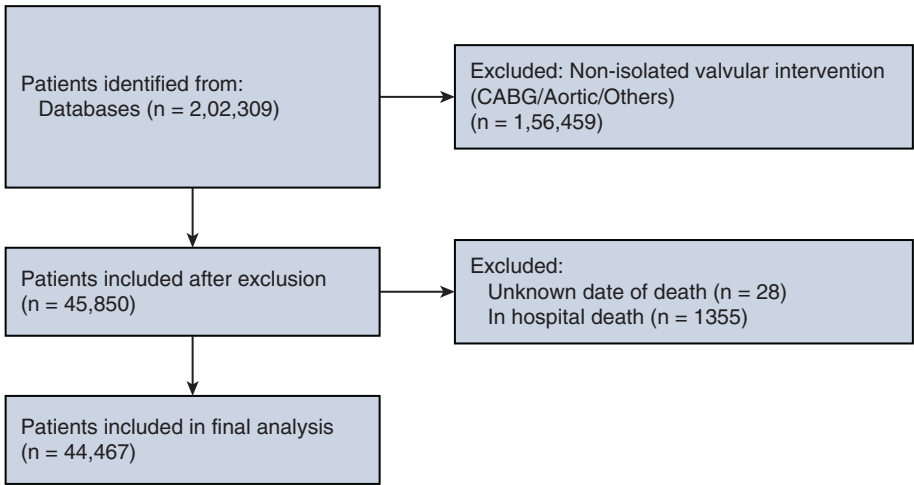 Patients identified from:
Databases (n = 2,02,309)
Excluded: Non-isolated valvular intervention
(CABG/Aortic/Others)
(n = 1,56,459)
Patients included after exclusion
(n = 45,850)
Excluded:
Unknown date of death (n = 28)
In hospital death (n = 1355)
Patients included in final analysis
(n = 44,467)